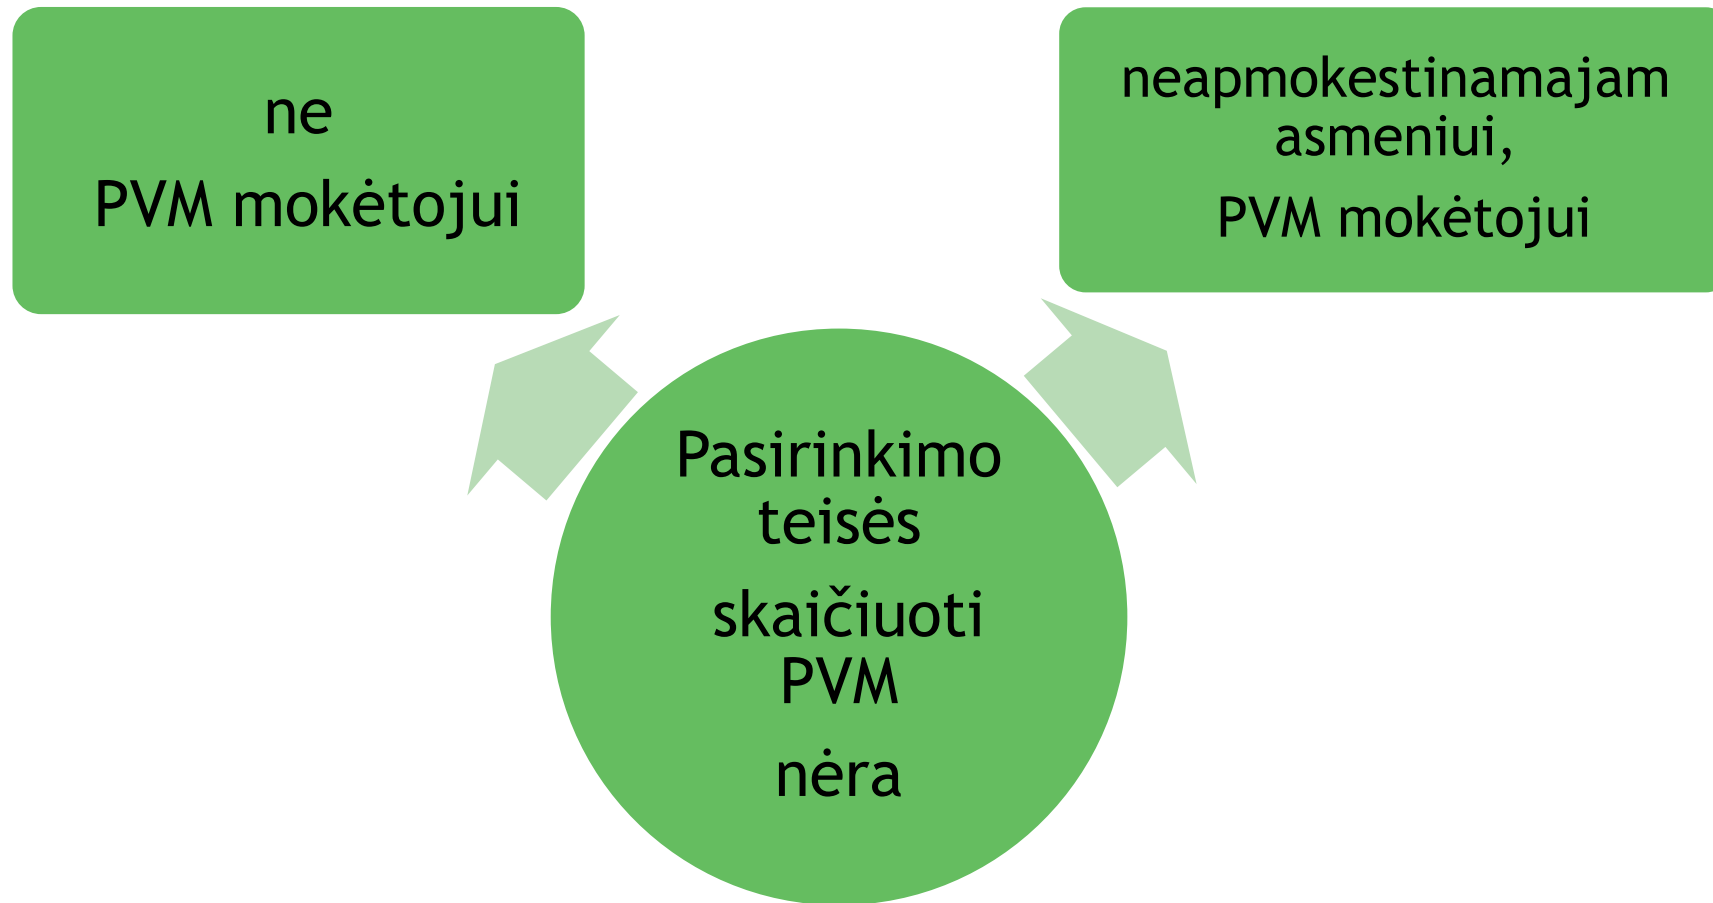 ne
PVM mokėtojui
neapmokestinamajam
asmeniui,
PVM mokėtojui
Pasirinkimo
teisės
skaičiuoti
PVM
nėra